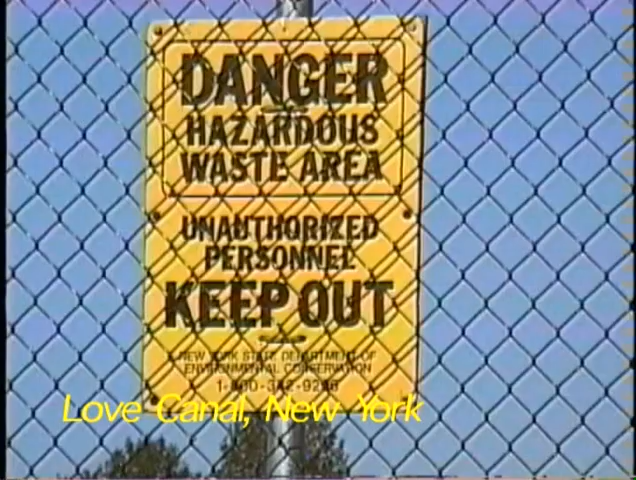 DANGER
HAZARDOUS
WASTE AREA
UNAUTHORIZED
PERSONNEL
KEEP OUT
NEW YORK STATE DEPARTMENT OF
ENVIRONMENTAL CONSERVATION
Love Canal, New York